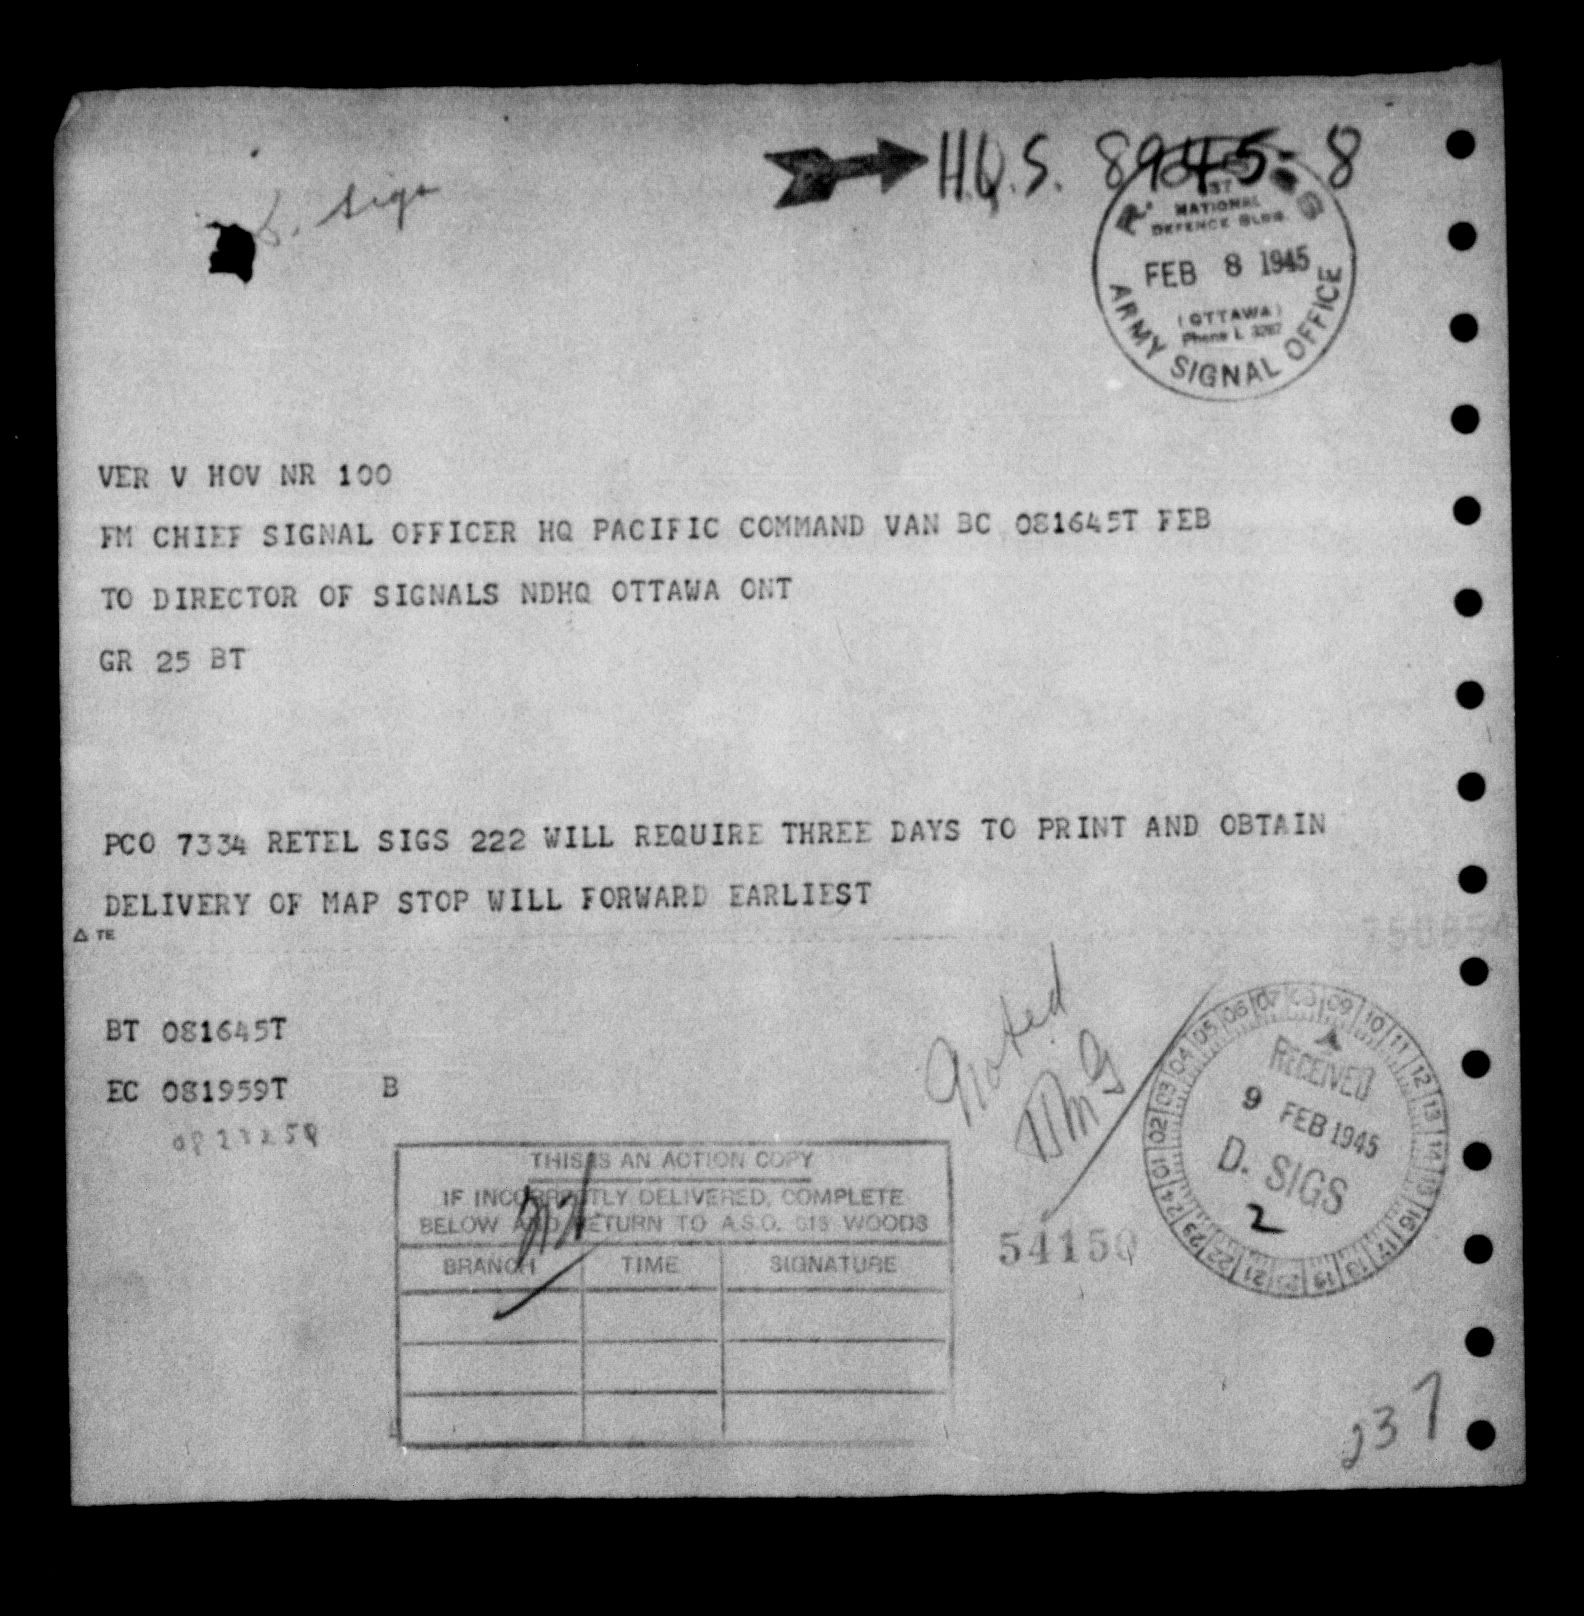 H.Q.S. 8945-8
D. Sigs
NATIONAL
DEFENCE BLDG.
FEB 8 1945
(OTTAWA)
Phone L 3267
ARMY SIGNAL OFFICE
VER V HOV NR 100
FM CHIEF SIGNAL OFFICER HQ PACIFIC COMMAND VAN BC 081645T FEB
TO DIRECTOR OF SIGNALS NDHQ OTTAWA ONT
GR 25 BT
PCO 7334 RETEL SIGS 222 WILL REQUIRE THREE DAYS TO PRINT AND OBTAIN
DELIVERY OF MAP STOP WILL FORWARD EARLIEST
TE
BT 081645T
EC 081959T B
Noted
RECEIVED
9 FEB 1945
D. SIGS
2
THIS IS AN ACTION COPY
IF INCORRECTLY DELIVERED, COMPLETE
BELOW AND RETURN TO A.S.O. WOODS
BRANCH TIME SIGNATURE
54150
237